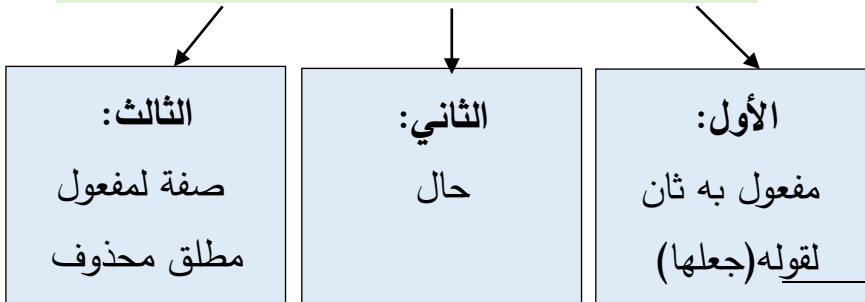 الأول:
مفعول به ثان
لقوله(جعلها)
الثاني:
حال
الثالث:
صفة لمفعول
مطلق محذوف